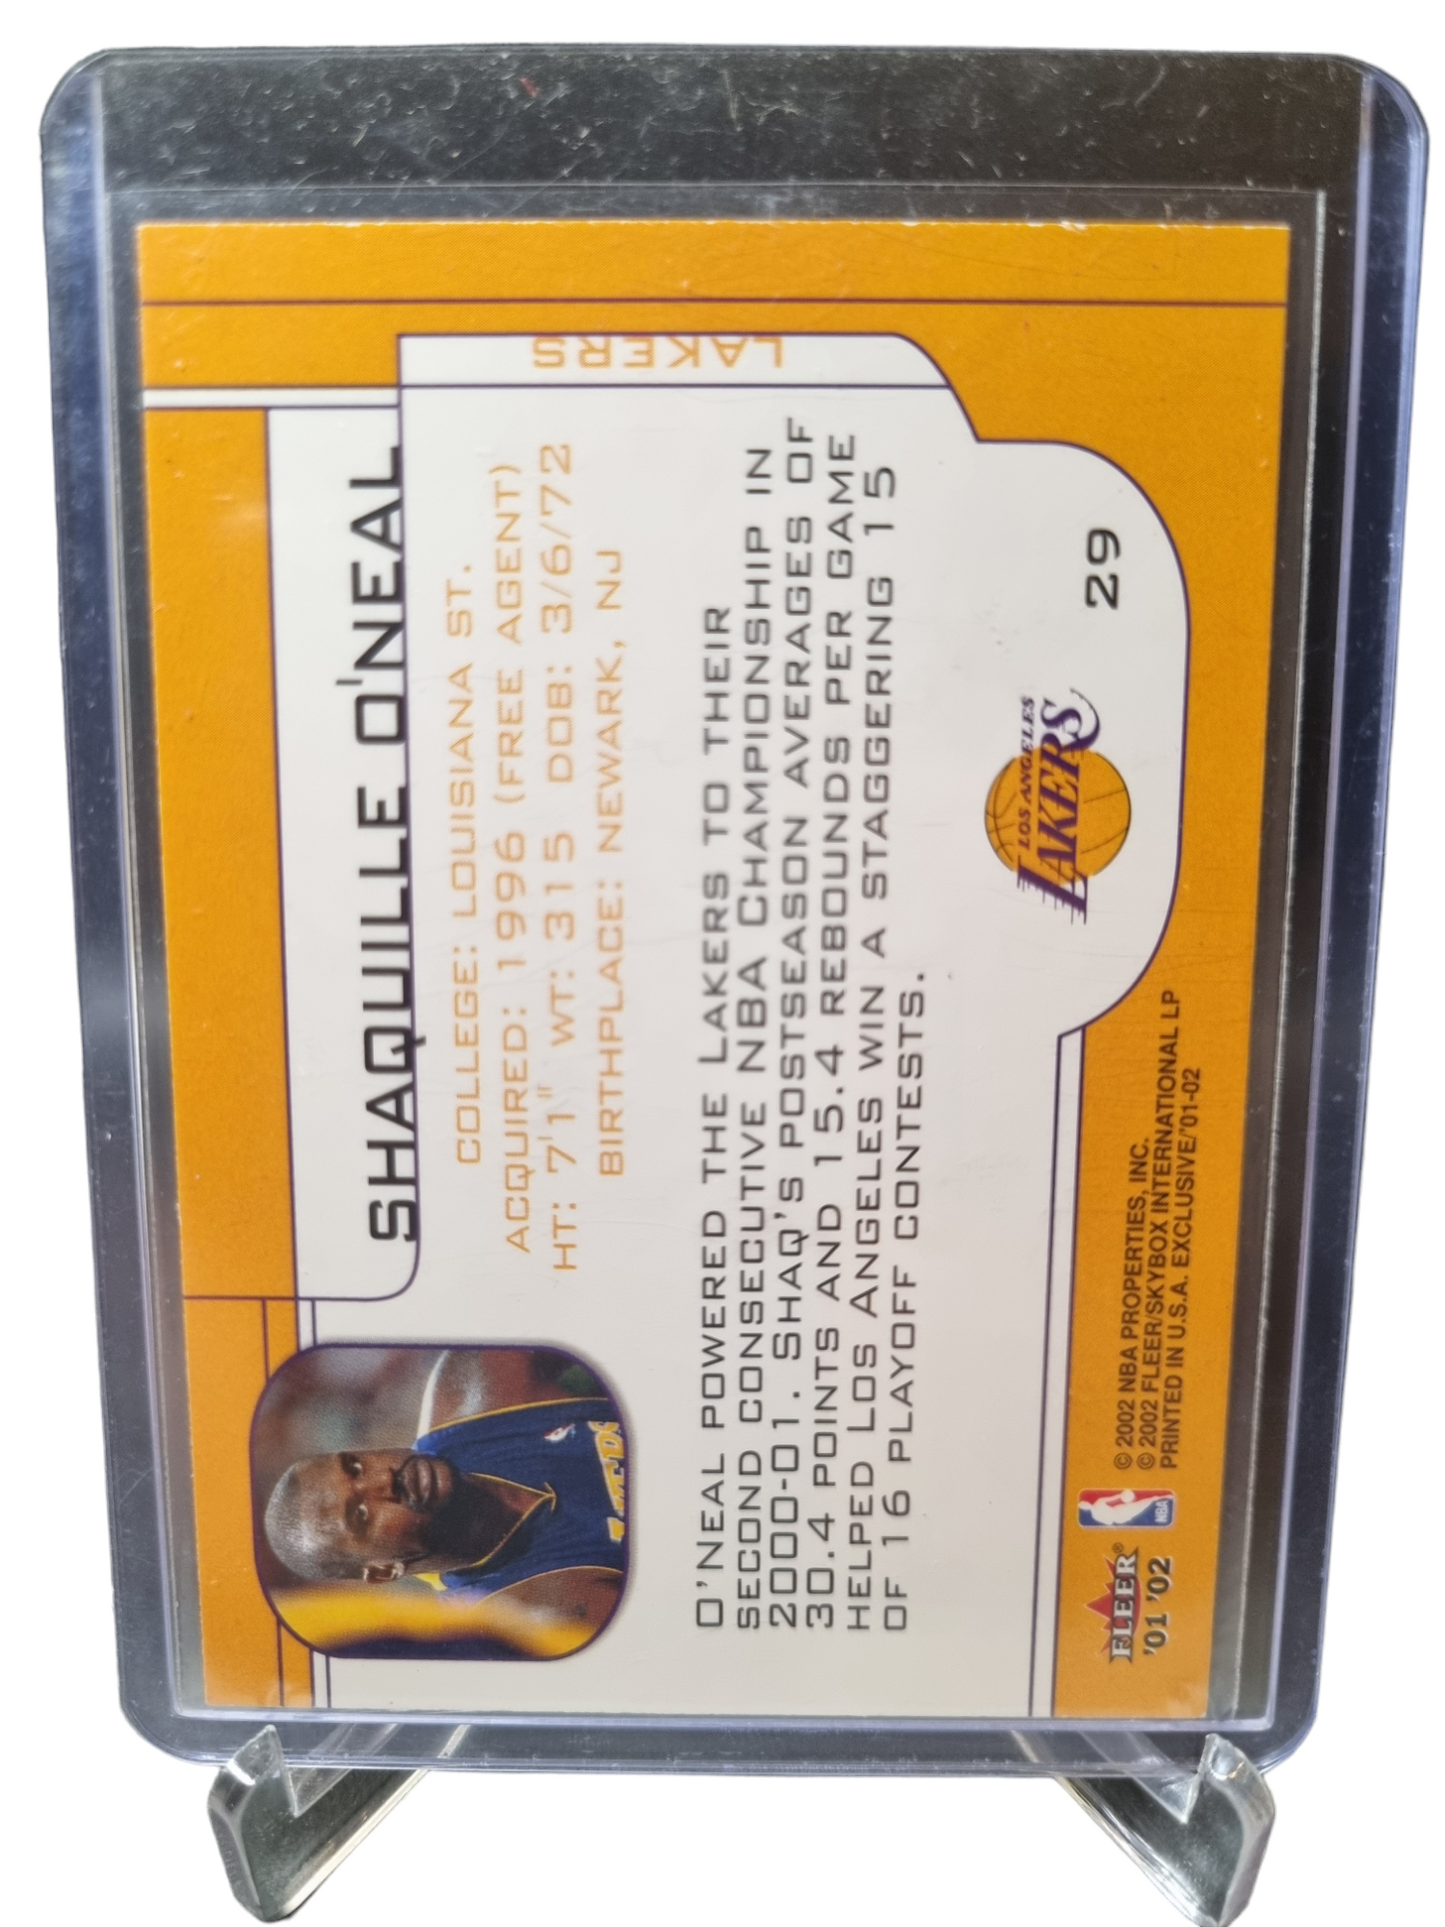 LAKERS
SHAQUILLE O'NEAL
COLLEGE: LOUISIANA ST.
ACQUIRED: 1996 (FREE AGENT)
HT: 7'1" WT: 315 DOB: 3/6/72
BIRTHPLACE: NEWARK, NJ
O'NEAL POWERED THE LAKERS TO THEIR
SECOND CONSECUTIVE NBA CHAMPIONSHIP IN
2000-01. SHAQ'S POSTSEASON AVERAGES OF
30.4 POINTS AND 15.4 REBOUNDS PER GAME
HELPED LOS ANGELES WIN A STAGGERING 15
OF 16 PLAYOFF CONTESTS.
LOS ANGELES
LAKERS
29
FLEER®
'01 '02
NBA
© 2002 NBA PROPERTIES, INC.
© 2002 FLEER/SKYBOX INTERNATIONAL LP
PRINTED IN U.S.A. EXCLUSIVE/'01-02